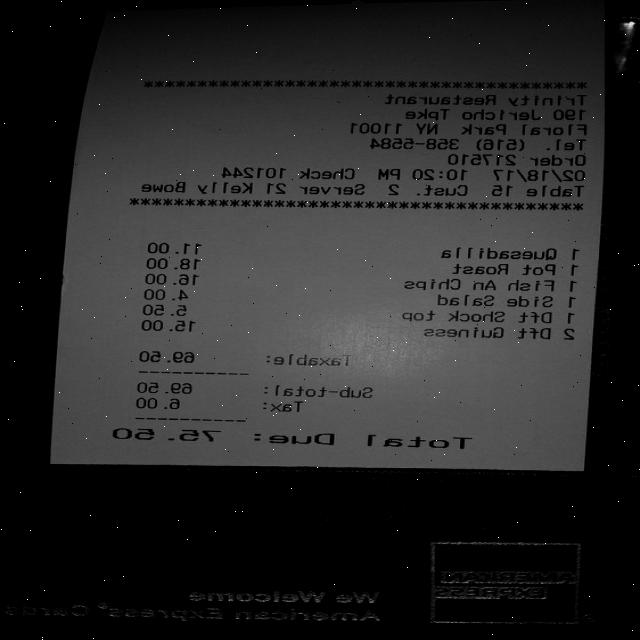 *******************************************
Trinity Restaurant
190 Jericho Tpke
Floral Park NY 11001
Tel. (516) 358-5584
Order 217510
02/18/17 10:20 PM Check 101244
Table 15 Cust. 2 Server 21 Kelly Bowe
*******************************************
1 Quesadilla 11.00
1 Pot Roast 18.00
1 Fish An Chips 16.00
1 Side Salad 4.00
1 Dft Shock top 5.50
2 Dft Guiness 15.00
Taxable: 69.50
-----------
Sub-total: 69.50
Tax: 6.00
-----------
Total Due: 75.50
AMERICAN
EXPRESS
We Welcome
American Express® Cards